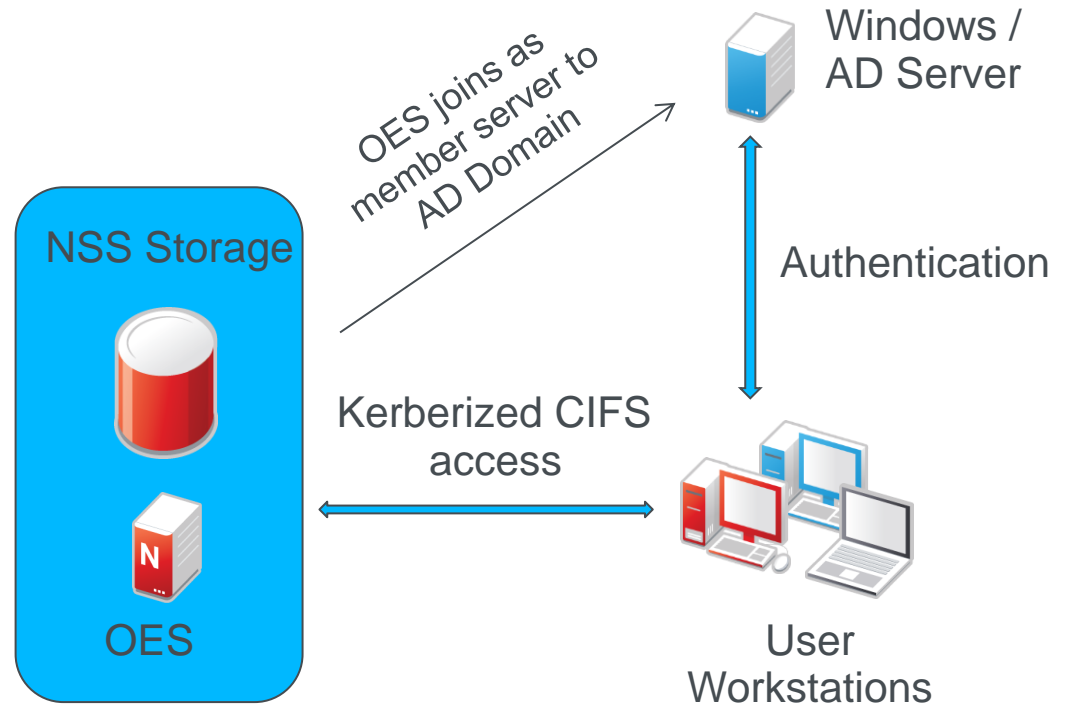 Windows /
AD Server
OES joins as
member server to
AD Domain
NSS Storage
Authentication
Kerberized CIFS
access
N
OES
User
Workstations